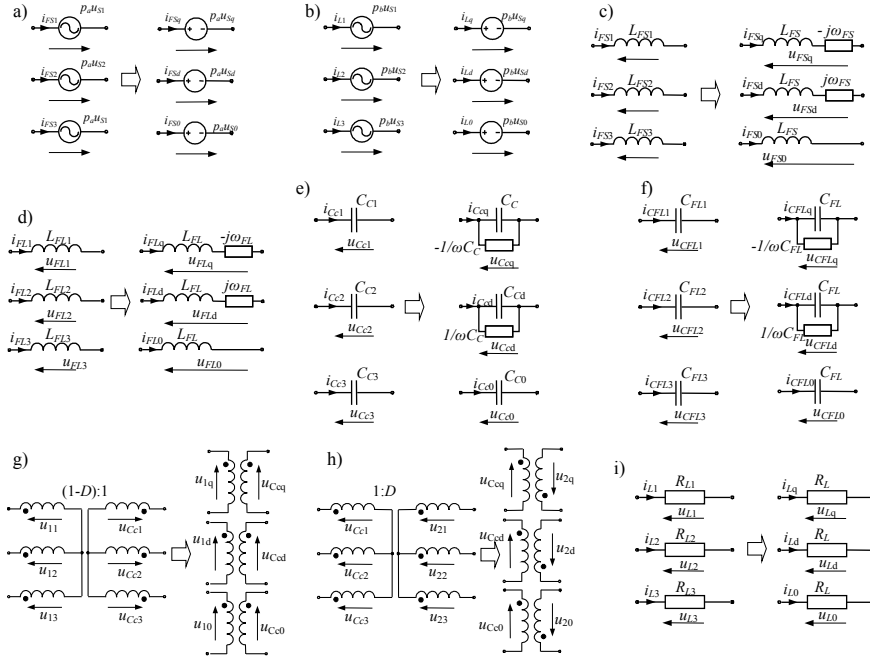 a)
i_FS1 p_a u_S1 i_FSq p_a u_Sq
i_FS2 p_a u_S2 i_FSd p_a u_Sd
i_FS3 p_a u_S1 i_FS0 p_a u_S0
b)
i_L1 p_b u_S1 i_Lq p_b u_Sq
i_L2 p_b u_S2 i_Ld p_b u_Sd
i_L3 p_b u_S3 i_L0 p_b u_S0
c)
i_FS1 L_FS1 i_FSq L_FS -jω_FS
u_FSq
i_FS2 L_FS2 i_FSd L_FS jω_FS
u_FSd
i_FS3 L_FS3 i_FS0 L_FS
u_FS0
d)
i_FL1 L_FL1 i_FLq L_FL -jω_FL
u_FL1 u_FLq
i_FL2 L_FL2 i_FLd L_FL jω_FL
u_FL2 u_FLd
i_FL3 L_FL3 i_FL0 L_FL
u_FL3 u_FL0
e)
i_Cc1 C_C1 i_Ccq C_C
u_Cc1 -1/ωC_C u_Ccq
i_Cc2 C_C2 i_Ccd C_Cd
u_Cc2 1/ωC_C u_Ccd
i_Cc3 C_C3 i_Cc0 C_C0
u_Cc3 u_Cc0
f)
i_CFL1 C_FL1 i_CFLq C_FL
u_CFL1 -1/ωC_FL u_CFLq
i_CFL2 C_FL2 i_CFLd C_FL
u_CFL2 1/ωC_FL u_CFLd
i_CFL3 C_FL3 i_CFL0 C_FL
u_CFL3 u_CFL0
g)
(1-D):1
u_11 u_Cc1
u_12 u_Cc2
u_13 u_Cc3
u_1q u_Ccq
u_1d u_Ccd
u_10 u_Cc0
h)
1:D
u_Cc1 u_21
u_Cc2 u_22
u_Cc3 u_23
u_Ccq u_2q
u_Ccd u_2d
u_Cc0 u_20
i)
i_L1 R_L1 i_Lq R_L
u_L1 u_Lq
i_L2 R_L2 i_Ld R_L
u_L2 u_Ld
i_L3 R_L3 i_L0 R_L
u_L3 u_L0